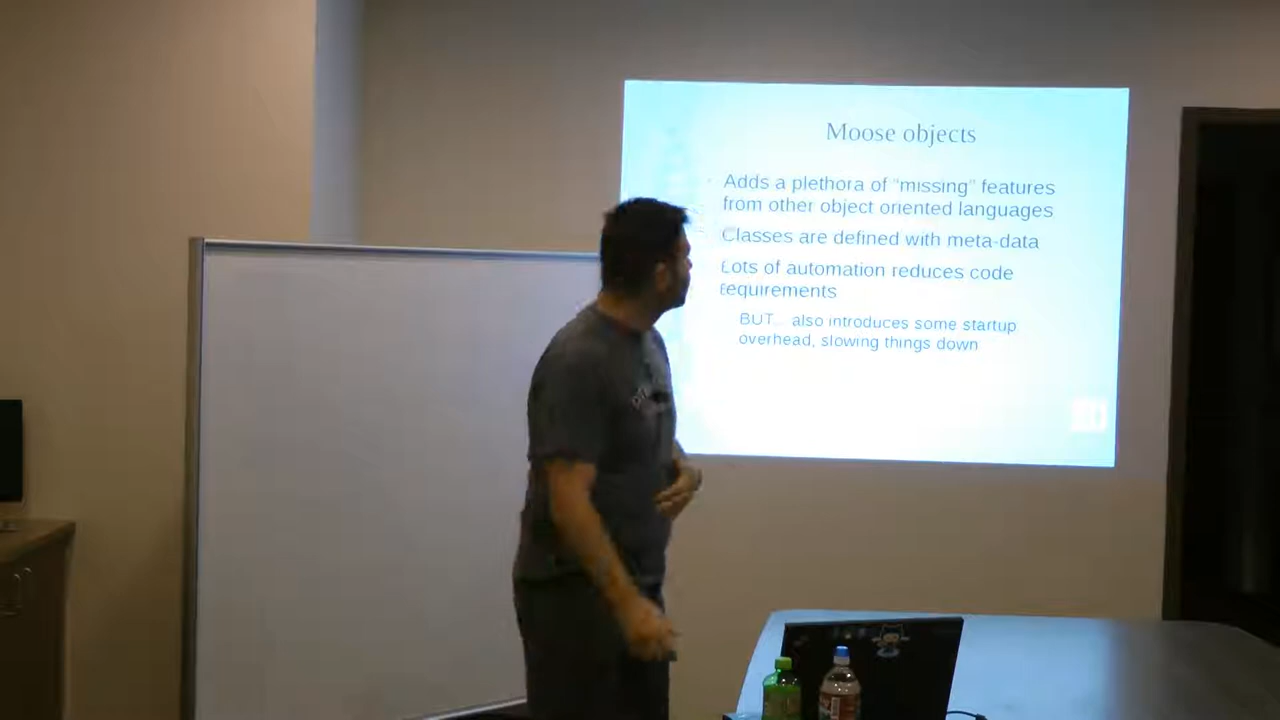 Moose objects
Adds a plethora of "missing" features
from other object oriented languages
Classes are defined with meta-data
Lots of automation reduces code
requirements
BUT... also introduces some startup
overhead, slowing things down